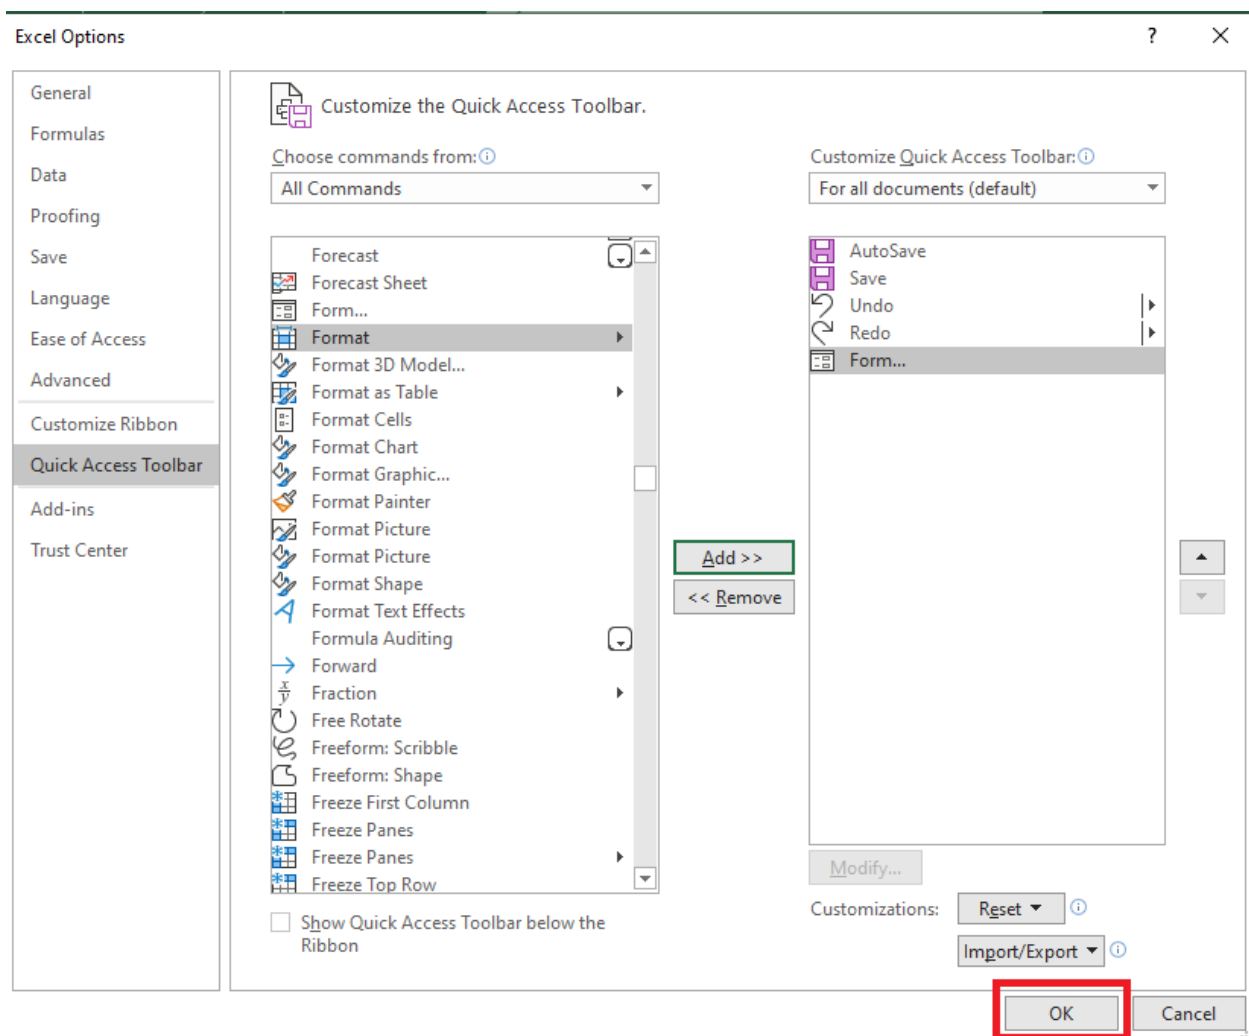 Excel Options
?
General
Formulas
Data
Proofing
Save
Language
Ease of Access
Advanced
Customize Ribbon
Quick Access Toolbar
Add-ins
Trust Center
Customize the Quick Access Toolbar.
Choose commands from:
All Commands
Forecast
Forecast Sheet
Form...
Format
Format 3D Model...
Format as Table
Format Cells
Format Chart
Format Graphic...
Format Painter
Format Picture
Format Picture
Format Shape
Format Text Effects
Formula Auditing
Forward
Fraction
Free Rotate
Freeform: Scribble
Freeform: Shape
Freeze First Column
Freeze Panes
Freeze Panes
Freeze Top Row
Show Quick Access Toolbar below the
Ribbon
Add >>
<< Remove
Customize Quick Access Toolbar:
For all documents (default)
AutoSave
Save
Undo
Redo
Form...
Modify...
Customizations:
Reset
Import/Export
OK
Cancel